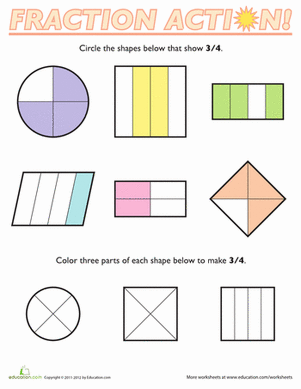 FRACTION ACTION!
Circle the shapes below that show 3/4.
Color three parts of each shape below to make 3/4.
education.com
Copyright © 2011-2012 by Education.com
More worksheets at www.education.com/worksheets